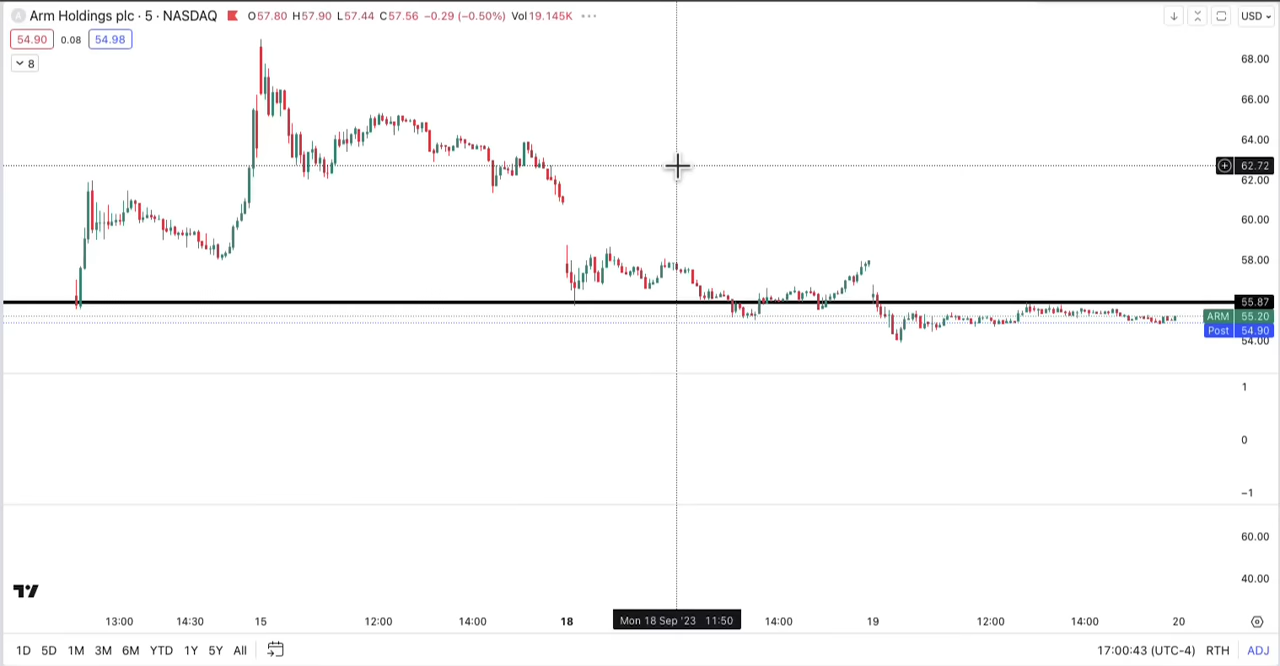 Arm Holdings plc · 5 · NASDAQ O57.80 H57.90 L57.44 C57.56 −0.29 (−0.50%) Vol19.145K ···
USD
54.90 0.08 54.98
8
68.00
66.00
64.00
62.72
62.00
60.00
58.00
55.87
ARM 55.20
Post 54.90
54.00
1
0
−1
60.00
40.00
13:00 14:30 15 12:00 14:00 18 Mon 18 Sep '23 11:50 14:00 19 12:00 14:00 20
1D 5D 1M 3M 6M YTD 1Y 5Y All 17:00:43 (UTC-4) RTH ADJ